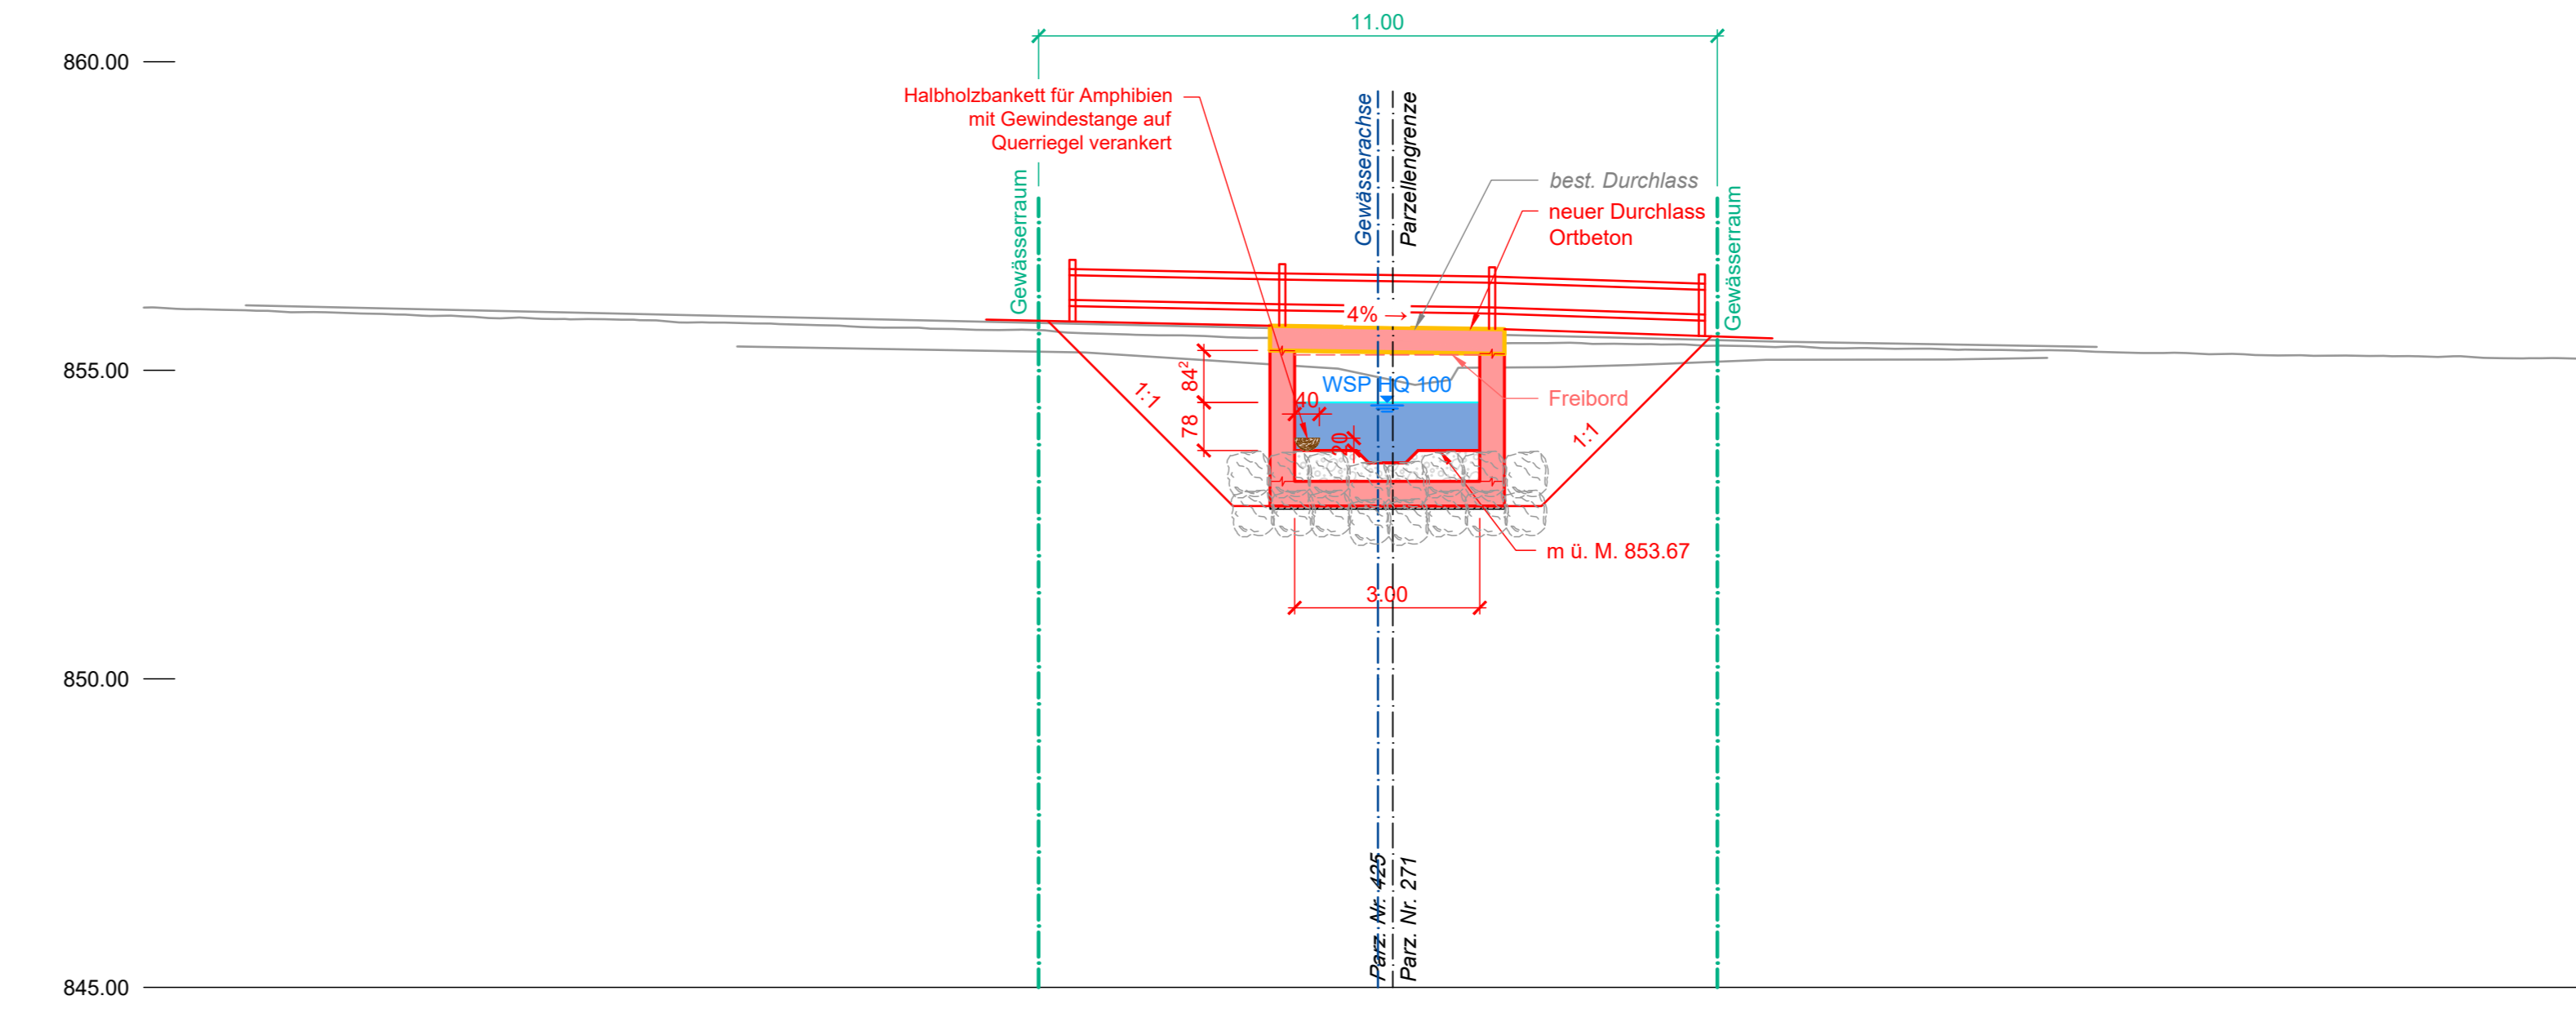 11.00
860.00
Halbholzbankett für Amphibien
mit Gewindestange auf
Querriegel verankert
Gewässerachse
Parzellengrenze
best. Durchlass
neuer Durchlass
Ortbeton
Gewässerraum
Gewässerraum
4% →
855.00
84²
WSP HQ 100
Freibord
1:1
40
78
20
1:1
m ü. M. 853.67
3.00
850.00
Parz. Nr. 425
Parz. Nr. 271
845.00